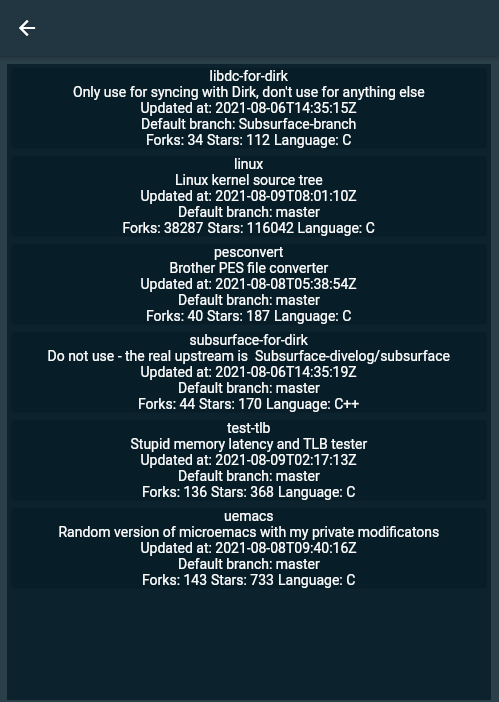 libdc-for-dirk
Only use for syncing with Dirk, don't use for anything else
Updated at: 2021-08-06T14:35:15Z
Default branch: Subsurface-branch
Forks: 34 Stars: 112 Language: C
linux
Linux kernel source tree
Updated at: 2021-08-09T08:01:10Z
Default branch: master
Forks: 38287 Stars: 116042 Language: C
pesconvert
Brother PES file converter
Updated at: 2021-08-08T05:38:54Z
Default branch: master
Forks: 40 Stars: 187 Language: C
subsurface-for-dirk
Do not use - the real upstream is  Subsurface-divelog/subsurface
Updated at: 2021-08-06T14:35:19Z
Default branch: master
Forks: 44 Stars: 170 Language: C++
test-tlb
Stupid memory latency and TLB tester
Updated at: 2021-08-09T02:17:13Z
Default branch: master
Forks: 136 Stars: 368 Language: C
uemacs
Random version of microemacs with my private modificatons
Updated at: 2021-08-08T09:40:16Z
Default branch: master
Forks: 143 Stars: 733 Language: C